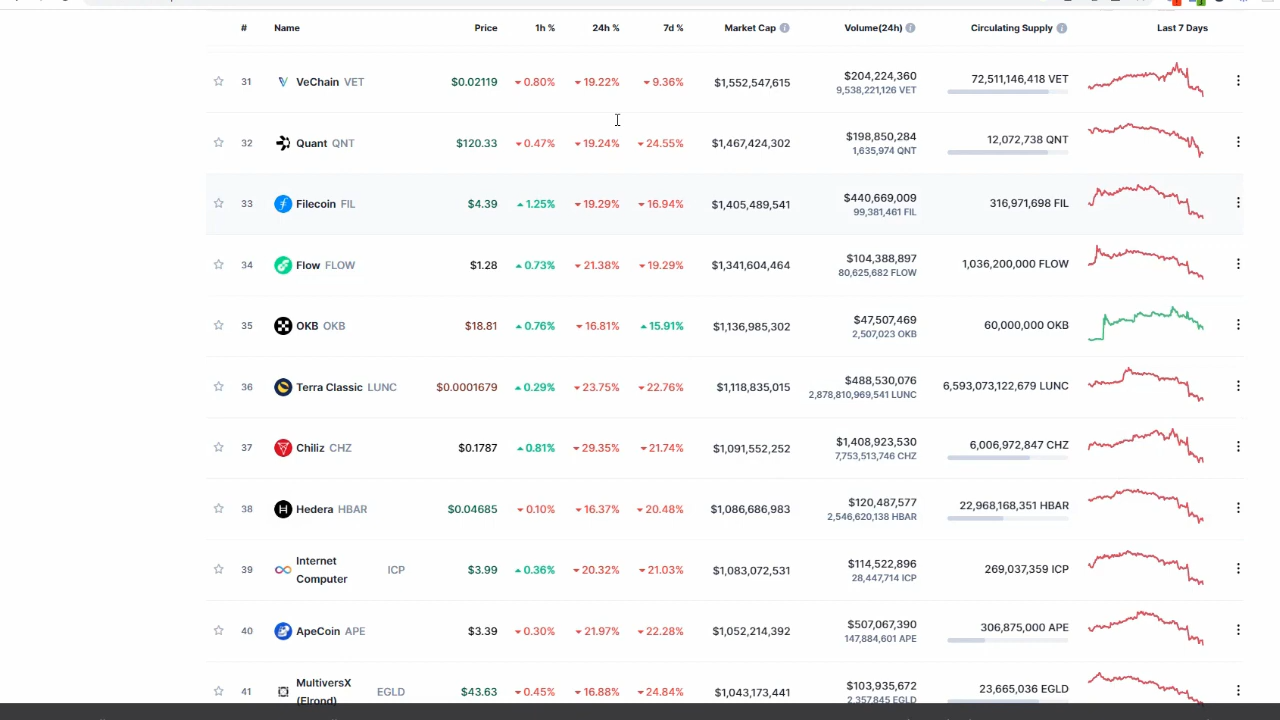 # Name Price 1h % 24h % 7d % Market Cap Volume(24h) Circulating Supply Last 7 Days
31 VeChain VET $0.02119 0.80% 19.22% 9.36% $1,552,547,615 $204,224,360 72,511,146,418 VET
9,538,221,126 VET
32 Quant QNT $120.33 0.47% 19.24% 24.55% $1,467,424,302 $198,850,284 12,072,738 QNT
1,635,974 QNT
33 Filecoin FIL $4.39 1.25% 19.29% 16.94% $1,405,489,541 $440,669,009 316,971,698 FIL
99,381,461 FIL
34 Flow FLOW $1.28 0.73% 21.38% 19.29% $1,341,604,464 $104,388,897 1,036,200,000 FLOW
80,625,682 FLOW
35 OKB OKB $18.81 0.76% 16.81% 15.91% $1,136,985,302 $47,507,469 60,000,000 OKB
2,507,023 OKB
36 Terra Classic LUNC $0.0001679 0.29% 23.75% 22.76% $1,118,835,015 $488,530,076 6,593,073,122,679 LUNC
2,878,810,969,541 LUNC
37 Chiliz CHZ $0.1787 0.81% 29.35% 21.74% $1,091,552,252 $1,408,923,530 6,006,972,847 CHZ
7,753,513,746 CHZ
38 Hedera HBAR $0.04685 0.10% 16.37% 20.48% $1,086,686,983 $120,487,577 22,968,168,351 HBAR
2,546,620,138 HBAR
39 Internet Computer ICP $3.99 0.36% 20.32% 21.03% $1,083,072,531 $114,522,896 269,037,359 ICP
28,447,714 ICP
40 ApeCoin APE $3.39 0.30% 21.97% 22.28% $1,052,214,392 $507,067,390 306,875,000 APE
147,884,601 APE
41 MultiversX (Elrond) EGLD $43.63 0.45% 16.88% 24.84% $1,043,173,441 $103,935,672 23,665,036 EGLD
2,357,845 EGLD